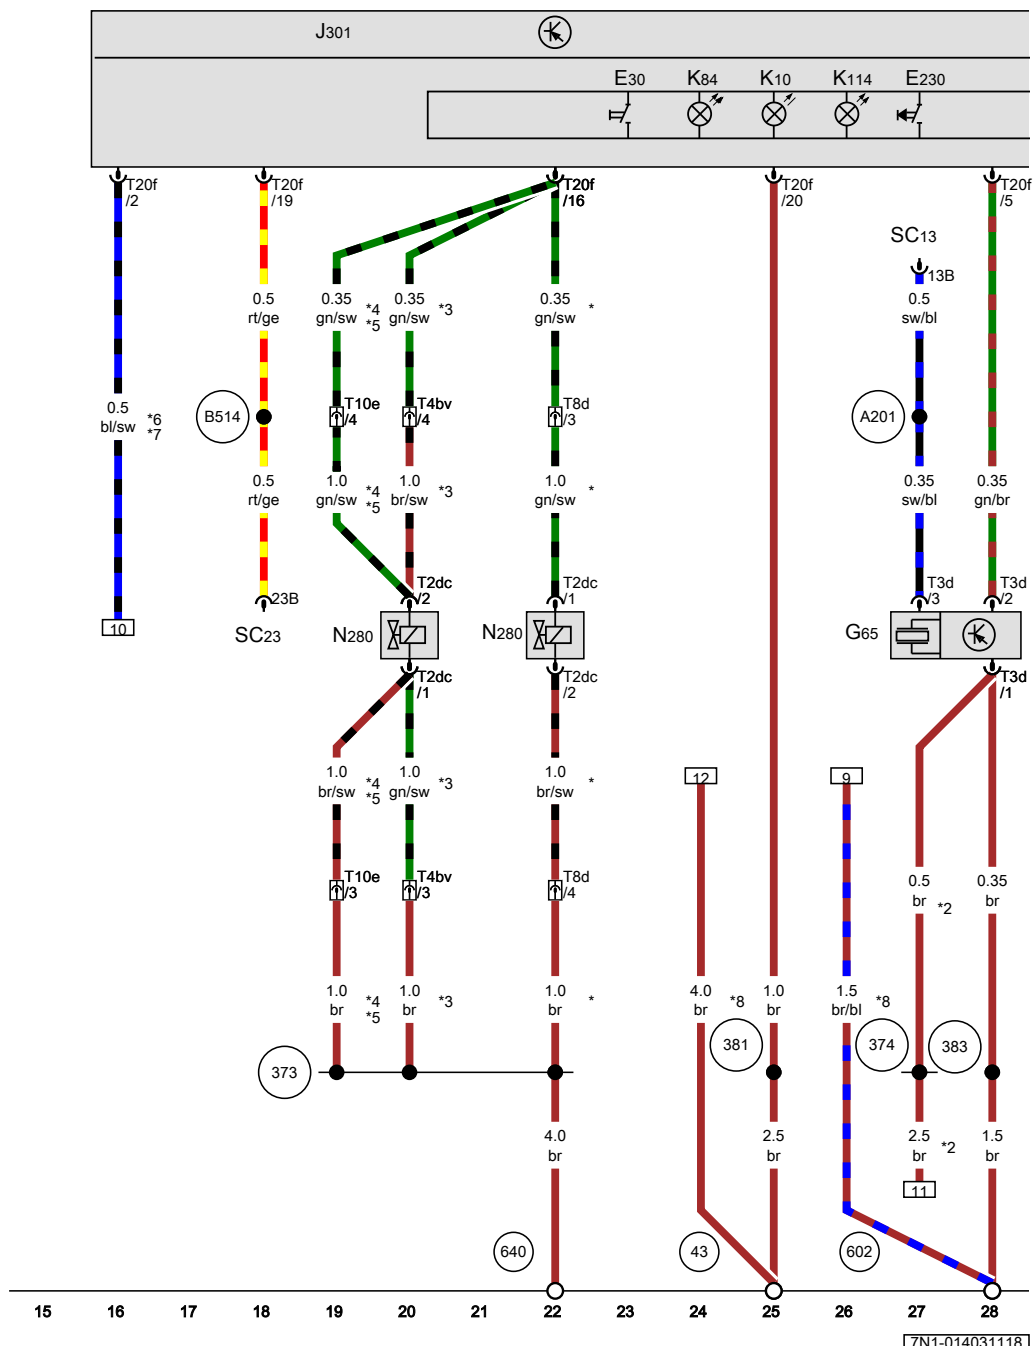 J301
E30 K84 K10 K114 E230
T20f /2
T20f /19
T20f /16
T20f /20
T20f /5
SC13
13B
0.5 rt/ge
0.35 gn/sw *4 *5
0.35 gn/sw *3
0.35 gn/sw *
0.5 sw/bl
0.5 bl/sw *6 *7
B514
T10e /4
T4bv /4
T8d /3
A201
0.5 rt/ge
1.0 gn/sw *4 *5
1.0 br/sw *3
1.0 gn/sw *
0.35 sw/bl
0.35 gn/br
10
23B
SC23
T2dc /2
T2dc /1
T3d /3
T3d /2
N280
N280
G65
T2dc /1
T2dc /2
T3d /1
1.0 br/sw *4 *5
1.0 gn/sw *3
1.0 br/sw *
12
9
T10e /3
T4bv /3
T8d /4
0.5 br *2
0.35 br
1.0 br *4 *5
1.0 br *3
1.0 br *
4.0 br *8
1.0 br
1.5 br/bl *8
373
381
374
383
4.0 br
2.5 br
2.5 br *2
1.5 br
11
640
43
602
15 16 17 18 19 20 21 22 23 24 25 26 27 28
7N1-014031118